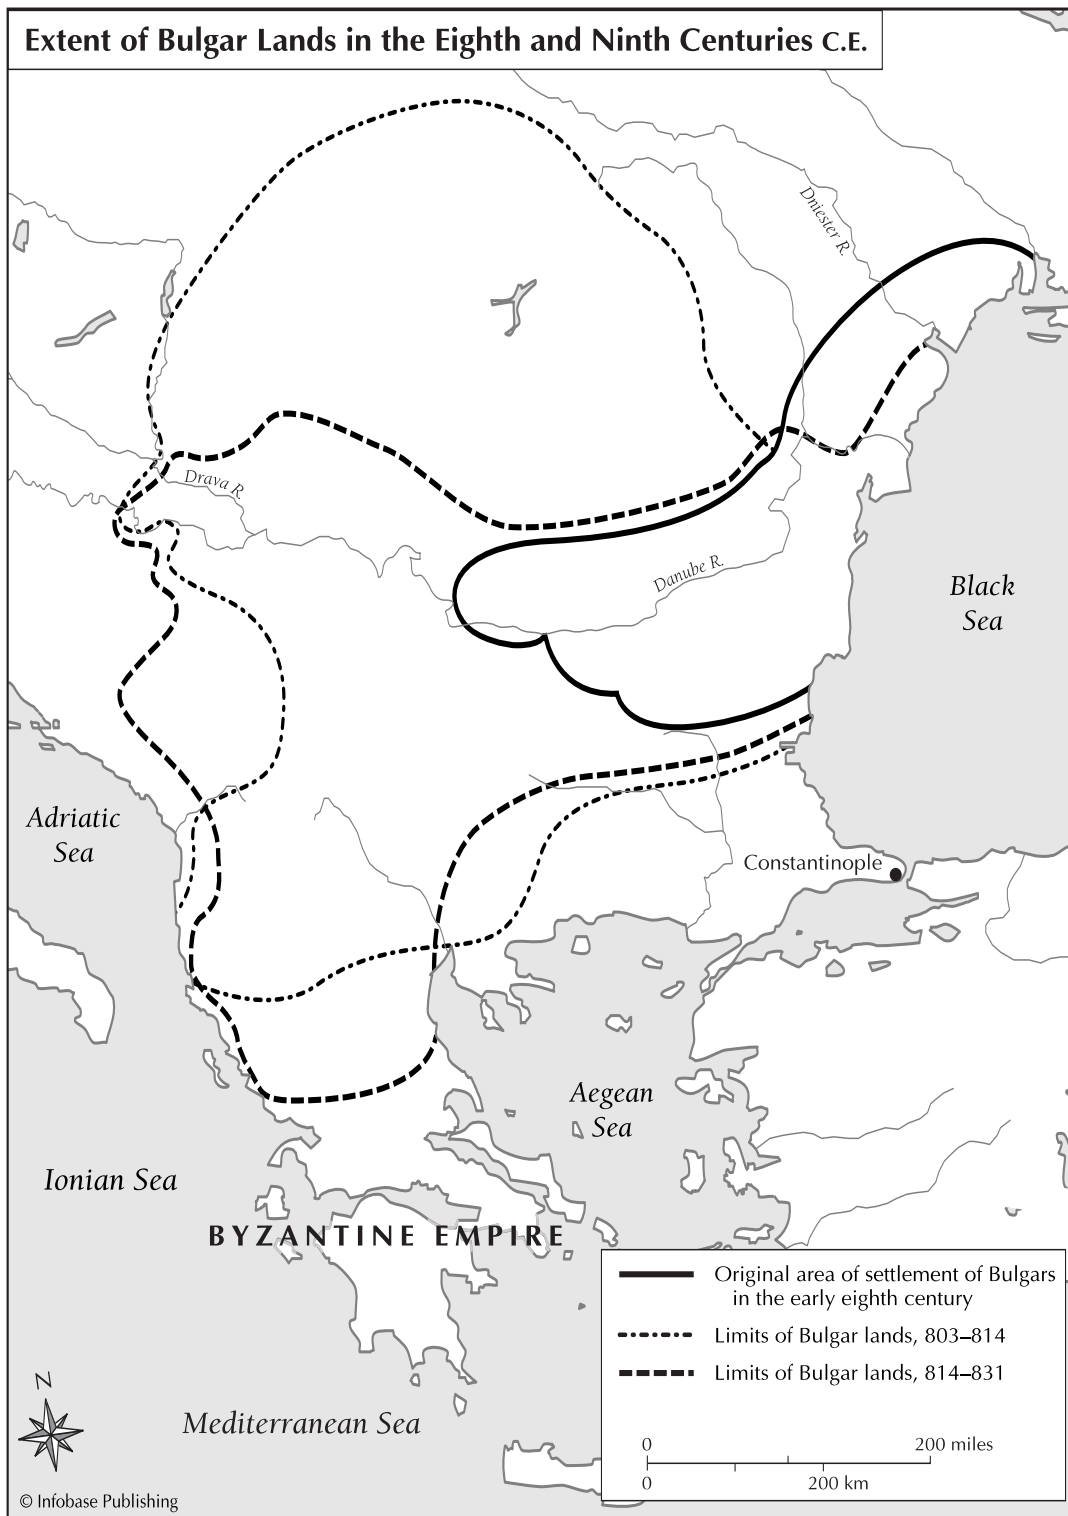 Extent of Bulgar Lands in the Eighth and Ninth Centuries C.E.
Dniester R.
Drava R.
Danube R.
Black
Sea
Adriatic
Sea
Constantinople
Aegean
Sea
Ionian Sea
BYZANTINE EMPIRE
Original area of settlement of Bulgars
in the early eighth century
Limits of Bulgar lands, 803–814
Limits of Bulgar lands, 814–831
N
Mediterranean Sea
0 200 miles
0 200 km
© Infobase Publishing